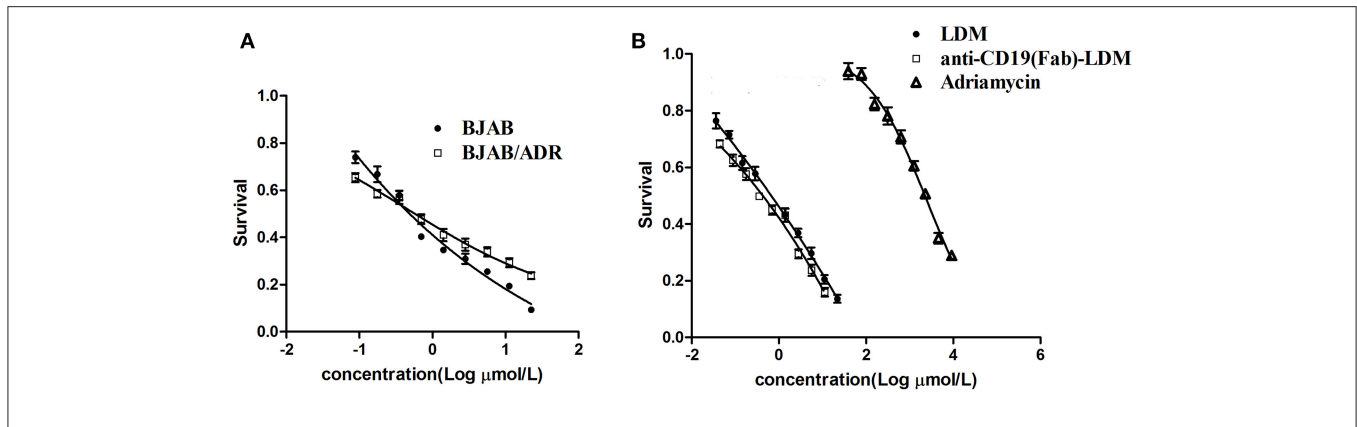 A
BJAB
BJAB/ADR
1.0
0.8
0.6
0.4
0.2
0.0
Survival
-2
-1
0
1
2
concentration(Log μmol/L)
B
LDM
anti-CD19(Fab)-LDM
Adriamycin
1.0
0.8
0.6
0.4
0.2
0.0
Survival
-2
0
2
4
6
concentration(Log μmol/L)